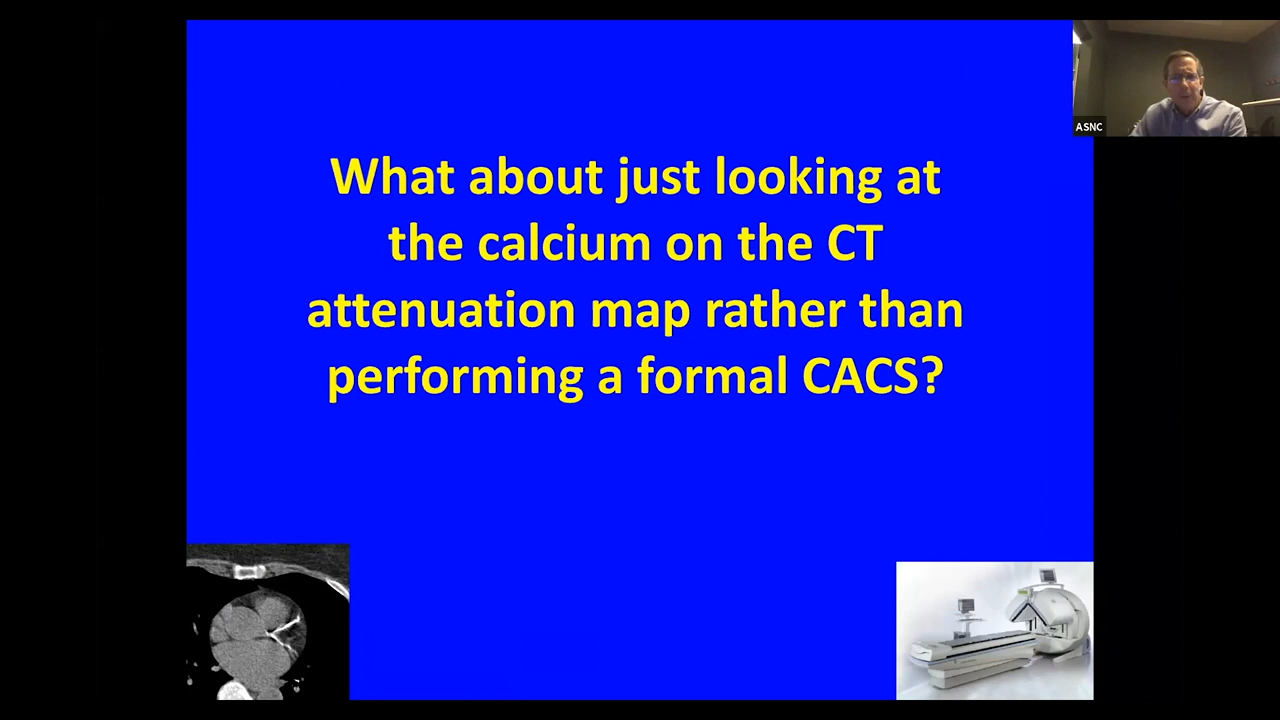 What about just looking at
the calcium on the CT
attenuation map rather than
performing a formal CACS?
ASNC